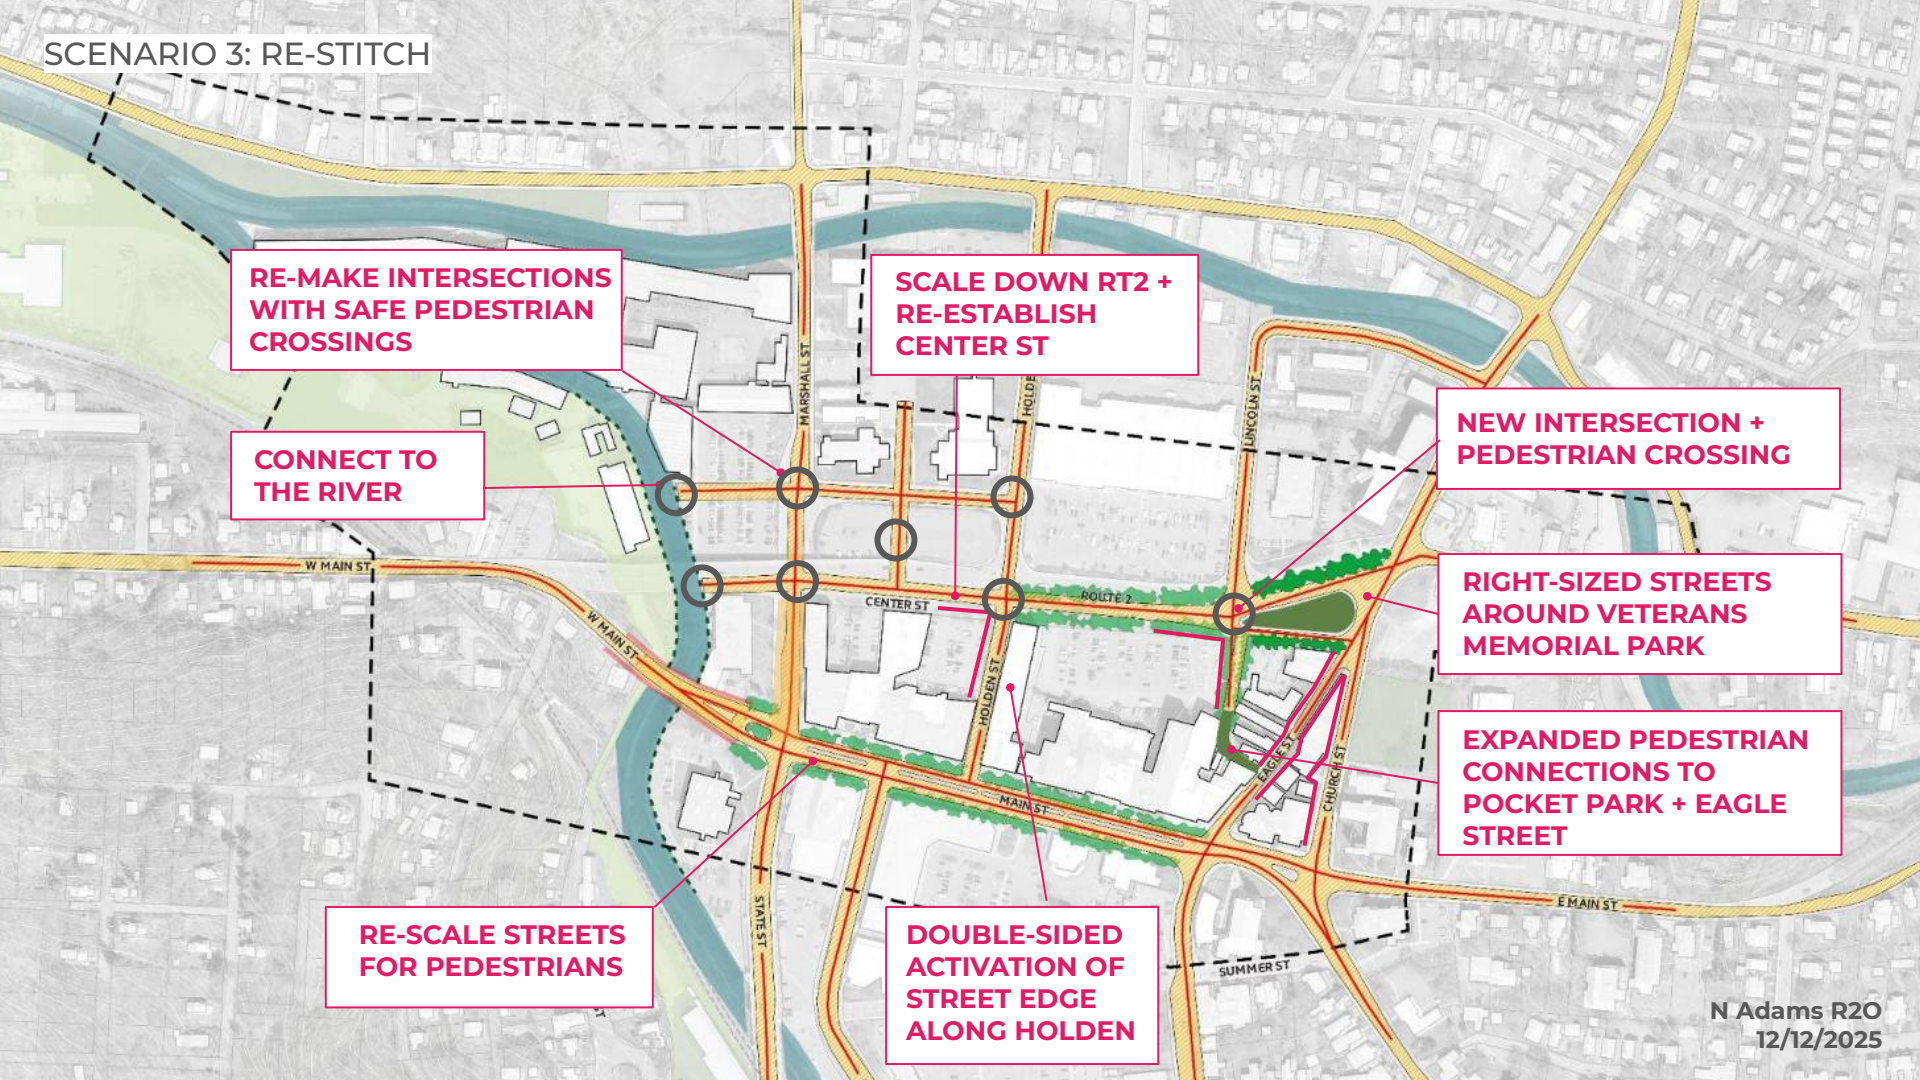 SCENARIO 3: RE-STITCH
RE-MAKE INTERSECTIONS
WITH SAFE PEDESTRIAN
CROSSINGS
SCALE DOWN RT2 +
RE-ESTABLISH
CENTER ST
MARSHALL ST
HOLDE
LINCOLN ST
NEW INTERSECTION +
PEDESTRIAN CROSSING
CONNECT TO
THE RIVER
W MAIN ST
W MAIN ST
CENTER ST
ROUTE 2
RIGHT-SIZED STREETS
AROUND VETERANS
MEMORIAL PARK
HOLDEN ST
EAGLE ST
CHURCH ST
MAIN ST
EXPANDED PEDESTRIAN
CONNECTIONS TO
POCKET PARK + EAGLE
STREET
E MAIN ST
STATE ST
RE-SCALE STREETS
FOR PEDESTRIANS
DOUBLE-SIDED
ACTIVATION OF
STREET EDGE
ALONG HOLDEN
SUMMER ST
N Adams R2O
12/12/2025